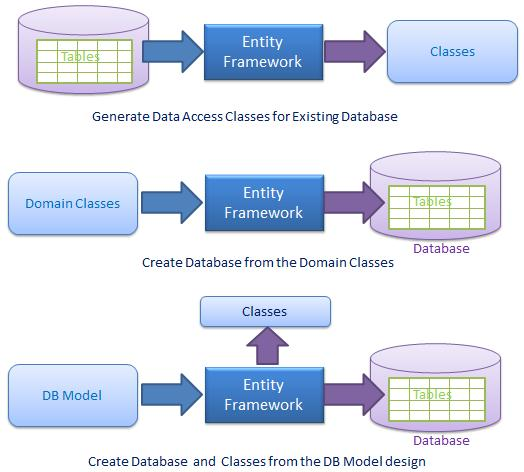 Tables
Entity
Framework
Classes
Generate Data Access Classes for Existing Database
Domain Classes
Entity
Framework
Tables
Database
Create Database from the Domain Classes
Classes
DB Model
Entity
Framework
Tables
Database
Create Database and Classes from the DB Model design